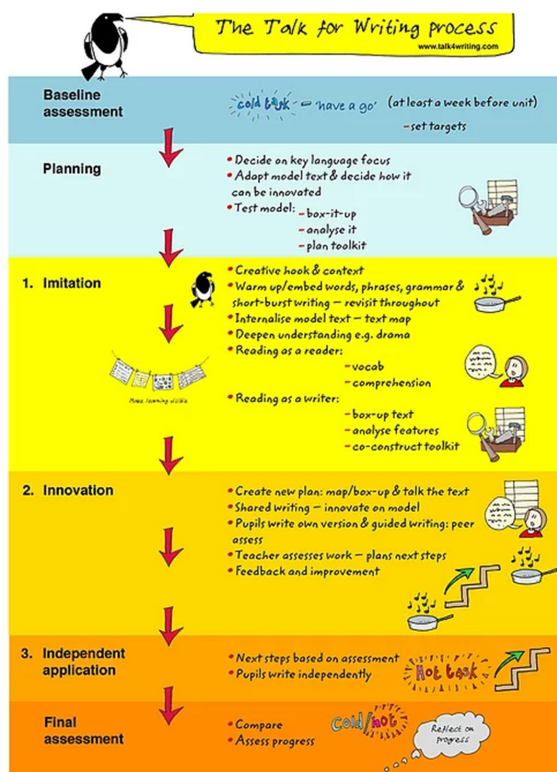 The Talk for Writing process
www.talk4writing.com
Baseline
assessment
cold task – 'have a go' (at least a week before unit)
– set targets
Planning
• Decide on key language focus
• Adapt model text & decide how it
can be innovated
• Test model: – box-it-up
– analyse it
– plan toolkit
1. Imitation
• Creative hook & context
• Warm up/embed words, phrases, grammar &
short-burst writing – revisit throughout
• Internalise model text – text map
• Deepen understanding e.g. drama
• Reading as a reader:
– vocab
– comprehension
Make learning visible
• Reading as a writer:
– box-up text
– analyse features
– co-construct toolkit
2. Innovation
• Create new plan: map/box-up & talk the text
• Shared writing – innovate on model
• Pupils write own version & guided writing: peer
assess
• Teacher assesses work – plans next steps
• Feedback and improvement
3. Independent
application
• Next steps based on assessment
• Pupils write independently
Hot task
Final
assessment
• Compare
• Assess progress
Cold/hot
Reflect on
progress